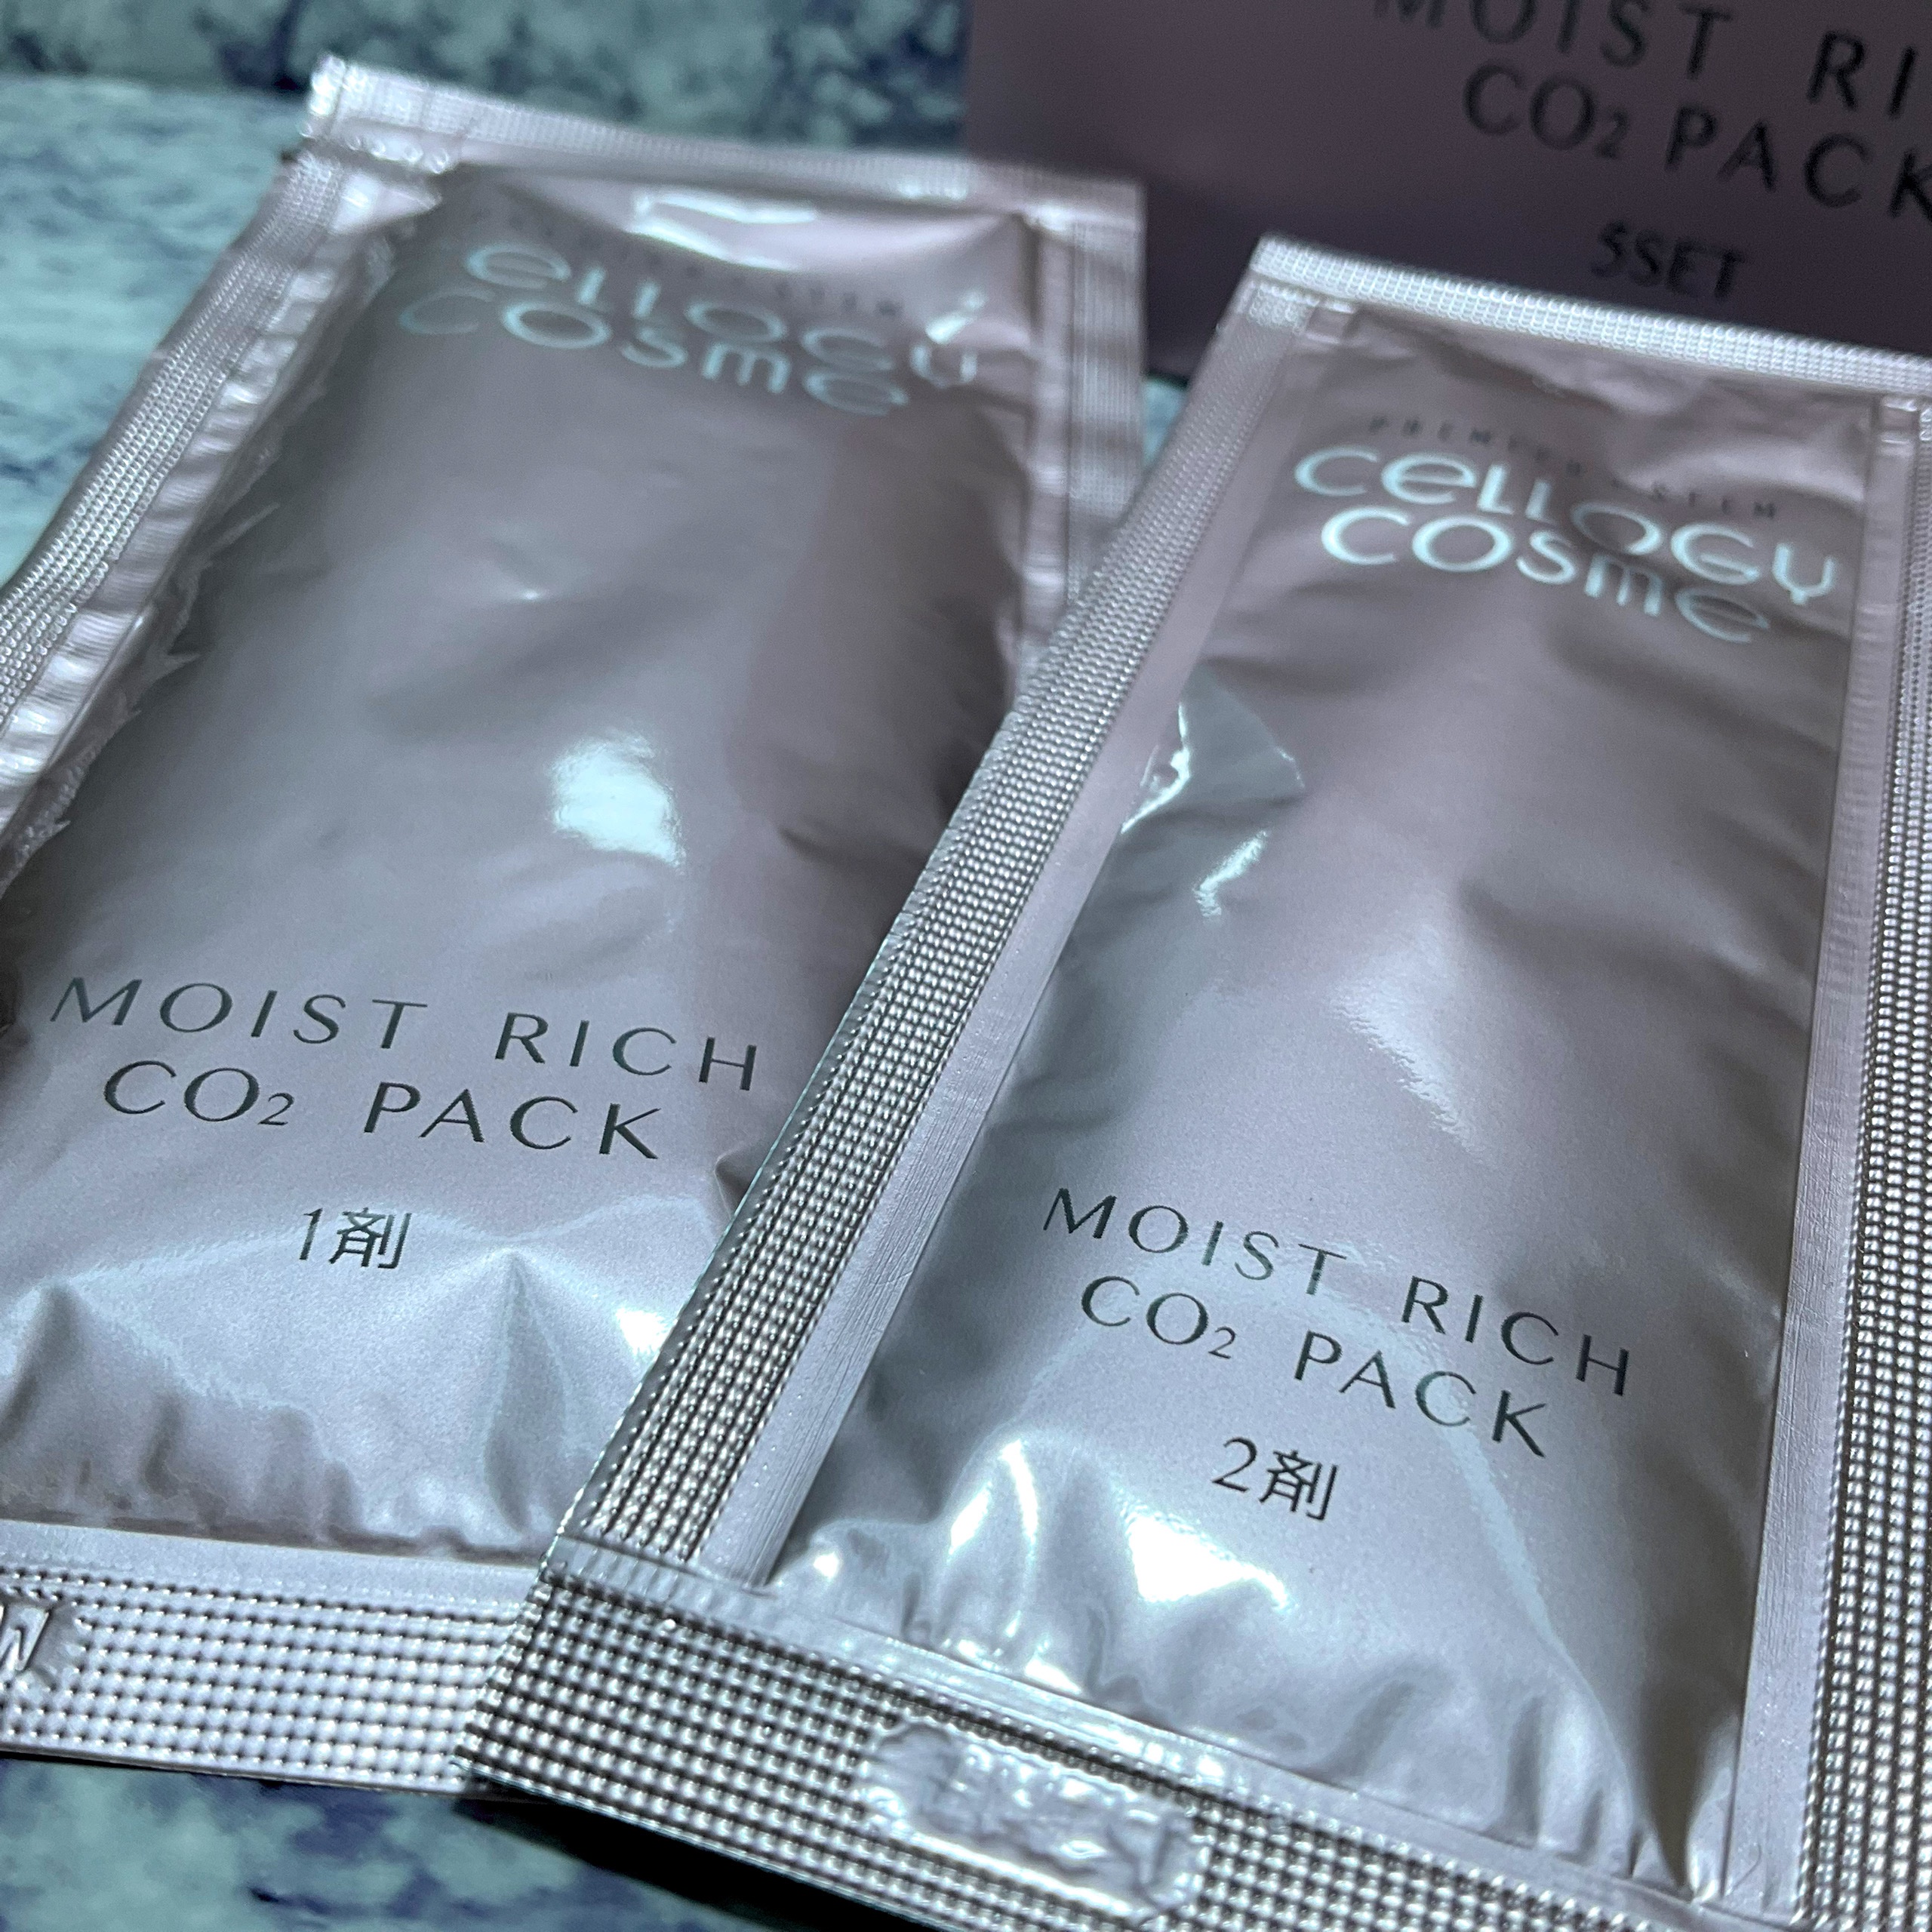 MOIST RI
CO2 PACK
5SET
ellogy
cosme
MOIST RICH
CO2 PACK
1剤
cellogy
cosme
MOIST RICH
CO2 PACK
2剤